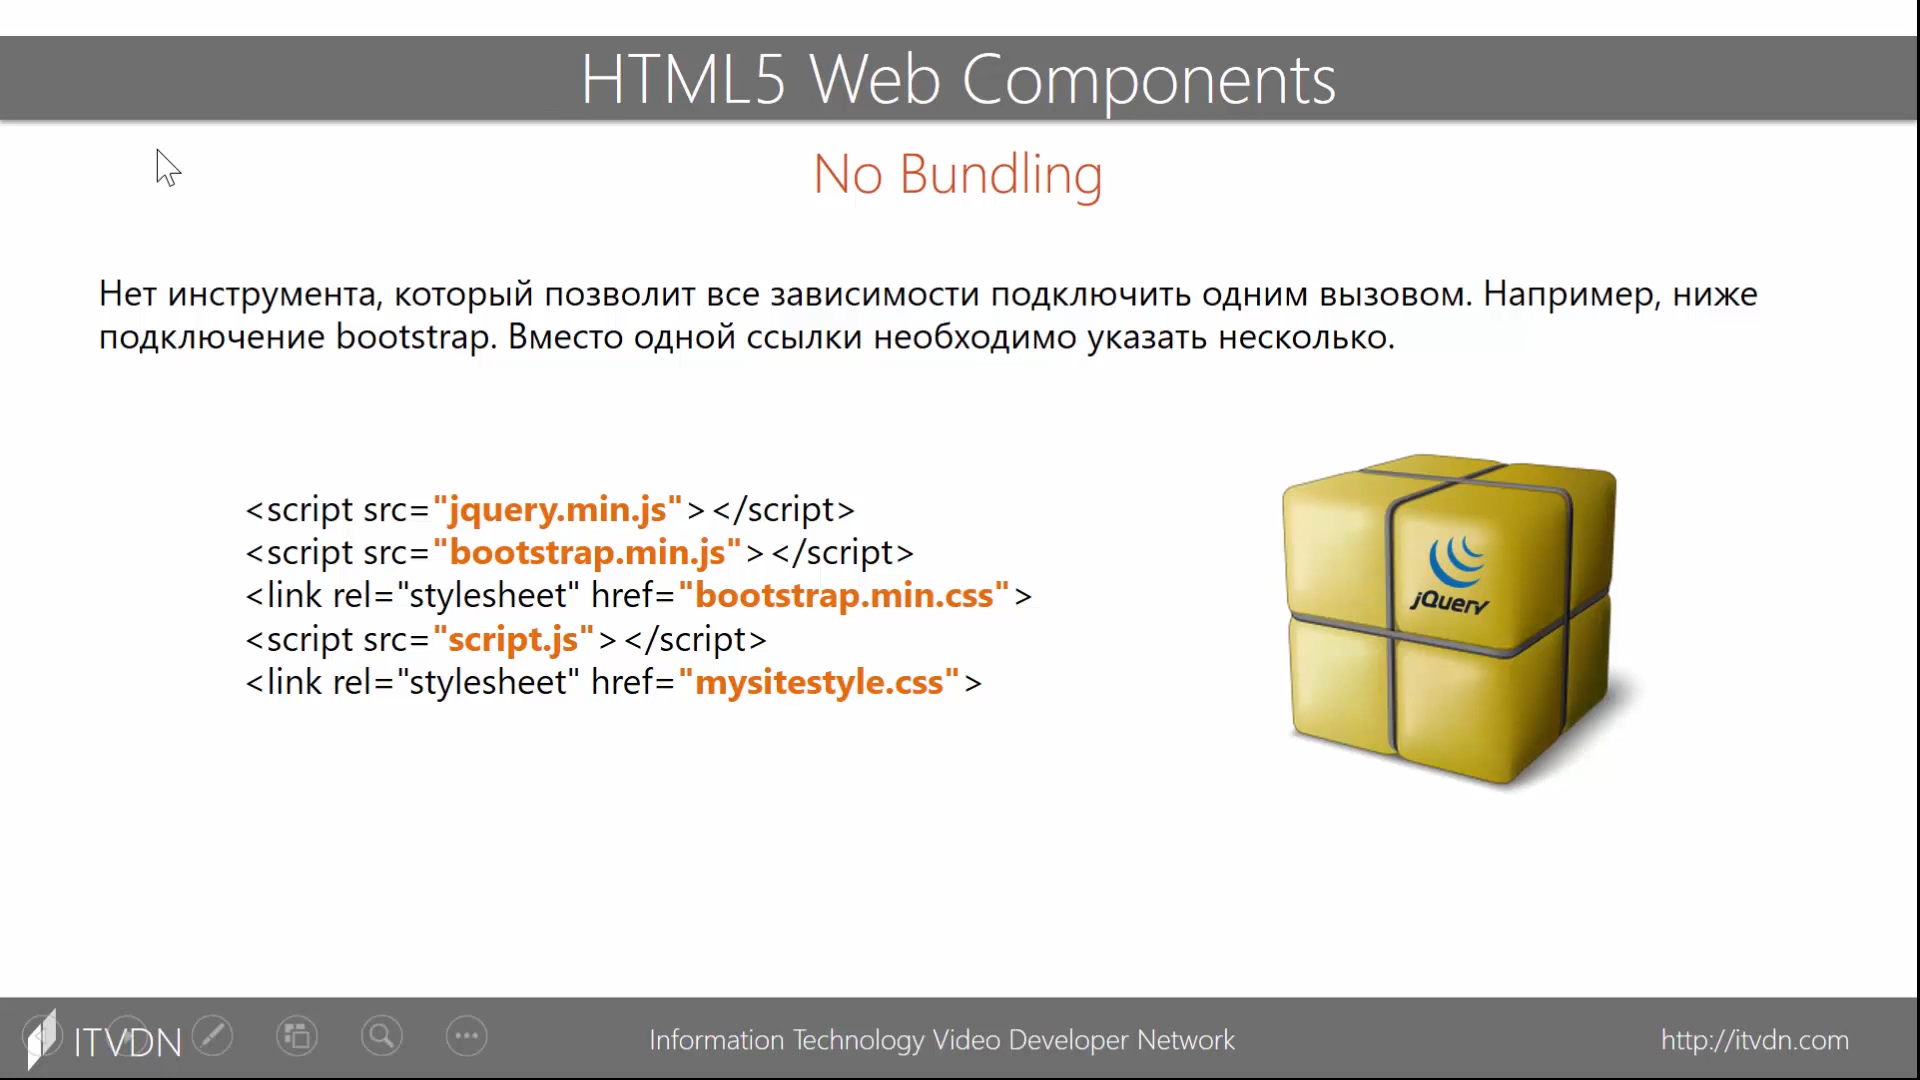 HTML5 Web Components
No Bundling
Нет инструмента, который позволит все зависимости подключить одним вызовом. Например, ниже
подключение bootstrap. Вместо одной ссылки необходимо указать несколько.
<script src="jquery.min.js"></script>
<script src="bootstrap.min.js"></script>
<link rel="stylesheet" href="bootstrap.min.css">
<script src="script.js"></script>
<link rel="stylesheet" href="mysitestyle.css">
jQuery
ITVDN
Information Technology Video Developer Network
http://itvdn.com